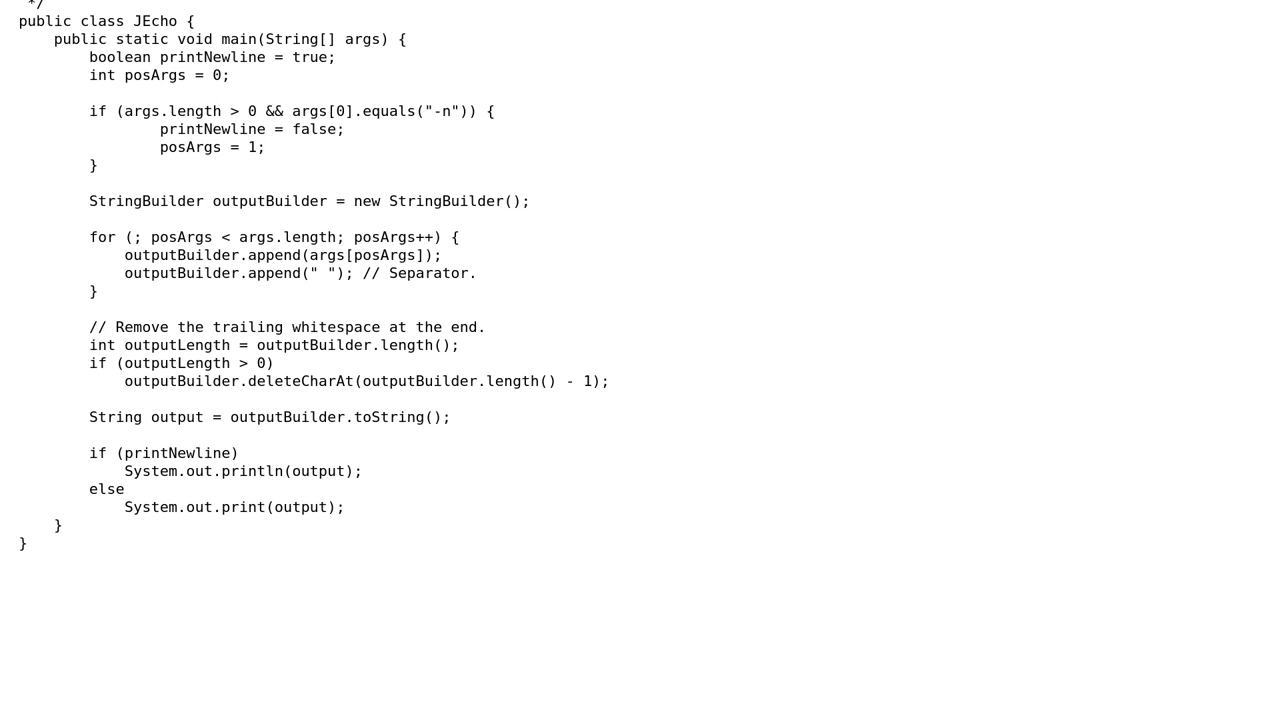 */
public class JEcho {
    public static void main(String[] args) {
        boolean printNewline = true;
        int posArgs = 0;

        if (args.length > 0 && args[0].equals("-n")) {
                printNewline = false;
                posArgs = 1;
        }

        StringBuilder outputBuilder = new StringBuilder();

        for (; posArgs < args.length; posArgs++) {
            outputBuilder.append(args[posArgs]);
            outputBuilder.append(" "); // Separator.
        }

        // Remove the trailing whitespace at the end.
        int outputLength = outputBuilder.length();
        if (outputLength > 0)
            outputBuilder.deleteCharAt(outputBuilder.length() - 1);

        String output = outputBuilder.toString();

        if (printNewline)
            System.out.println(output);
        else
            System.out.print(output);
    }
}